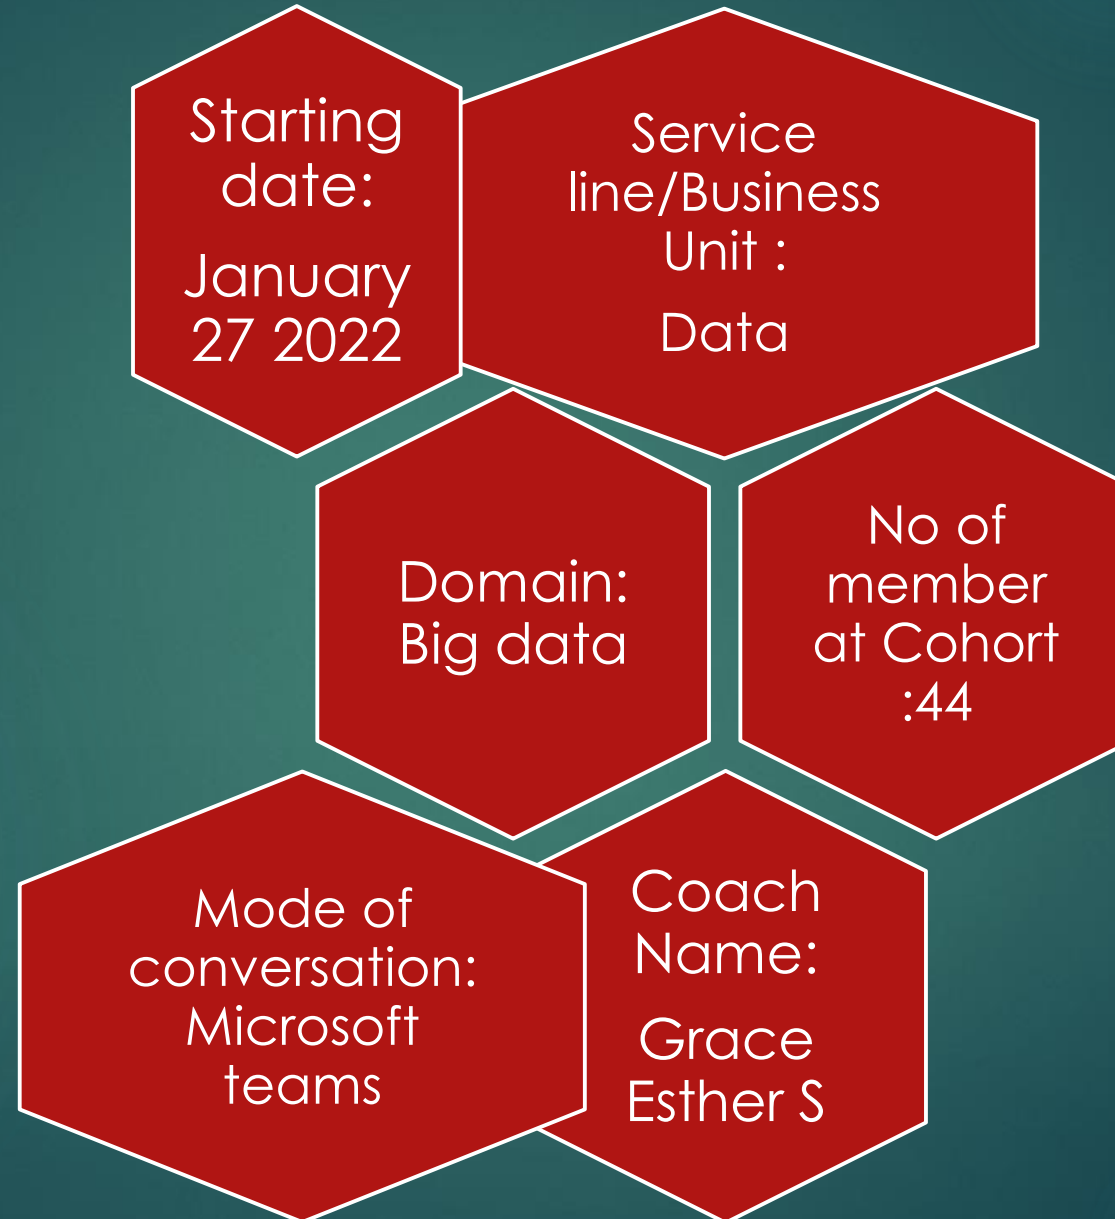 Starting
date:
January
27 2022
Service
line/Business
Unit :
Data
Domain:
Big data
No of
member
at Cohort
:44
Mode of
conversation:
Microsoft
teams
Coach
Name:
Grace
Esther S